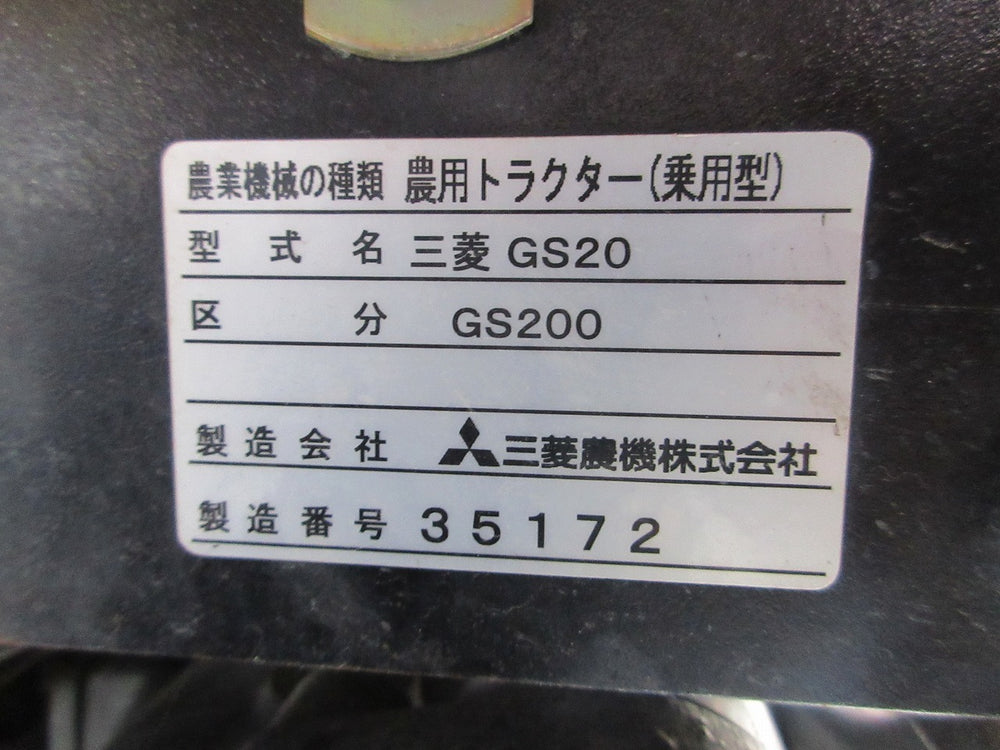 農業機械の種類 農用トラクター(乗用型)
型式名 三菱 GS20
区分 GS200
製造会社 三菱農機株式会社
製造番号 35172